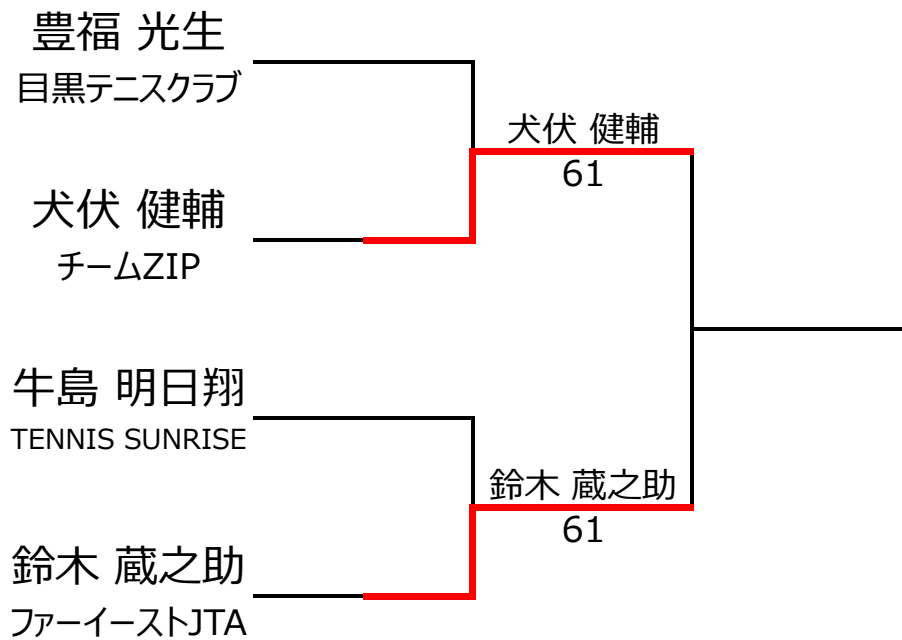 豊福 光生
目黒テニスクラブ
犬伏 健輔
61
犬伏 健輔
チームZIP
牛島 明日翔
TENNIS SUNRISE
鈴木 蔵之助
61
鈴木 蔵之助
ファーイーストJTA